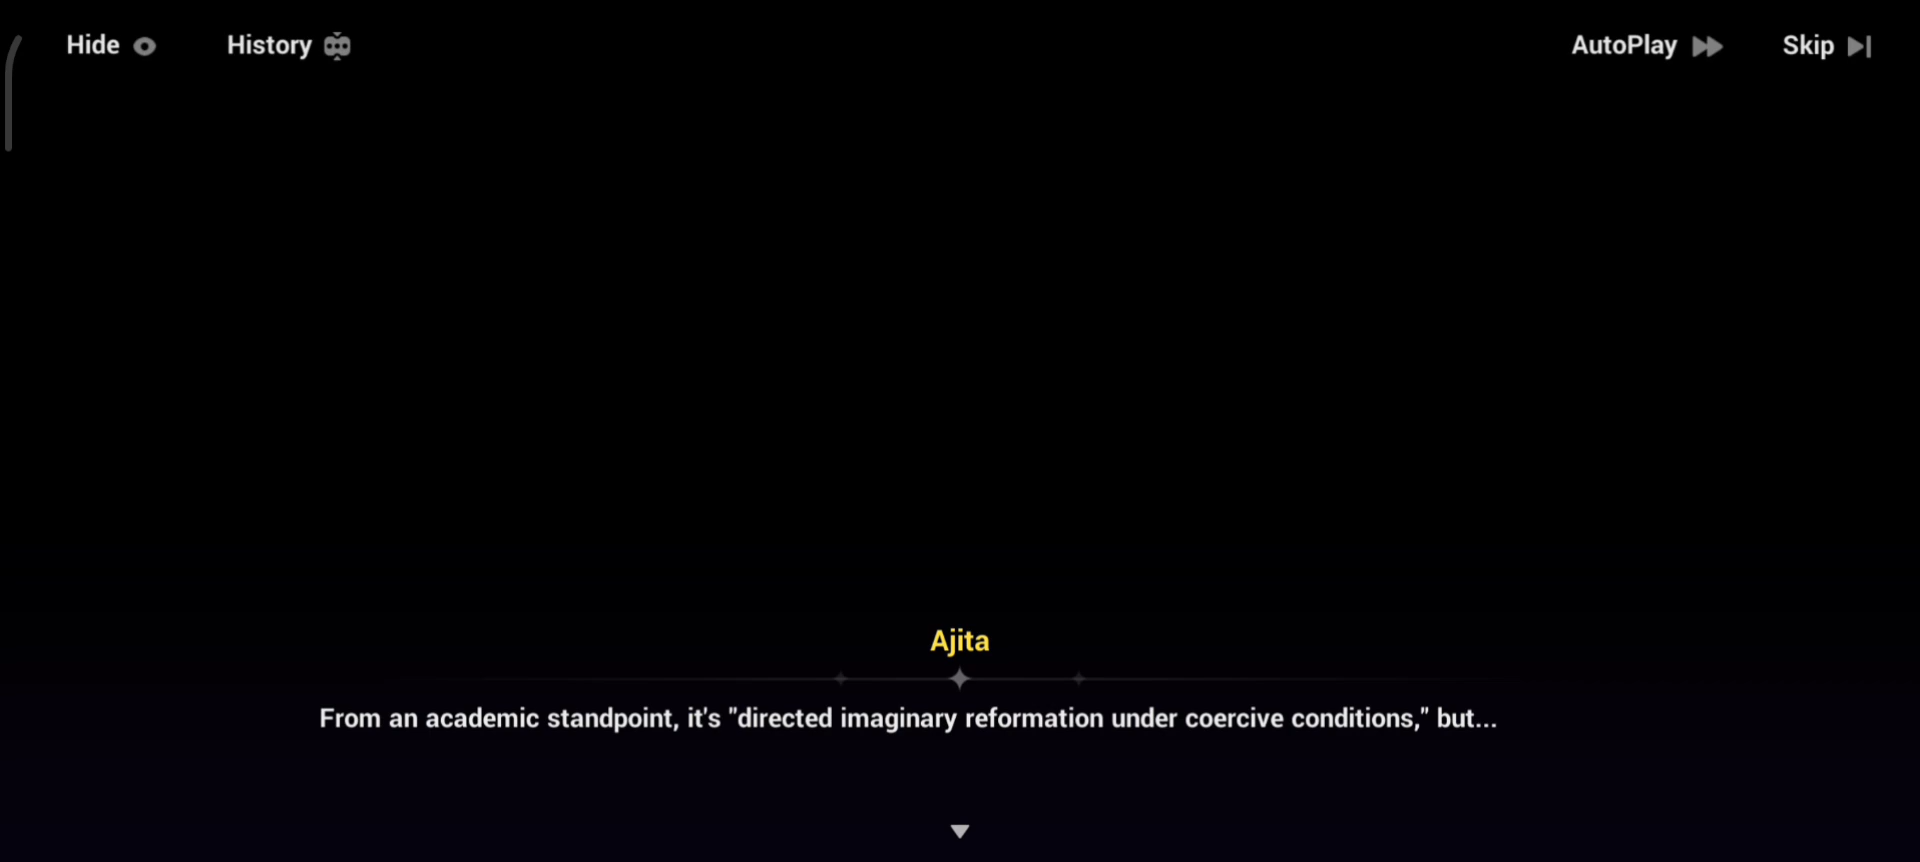 Hide
History
AutoPlay
Skip
Ajita
From an academic standpoint, it's "directed imaginary reformation under coercive conditions," but...